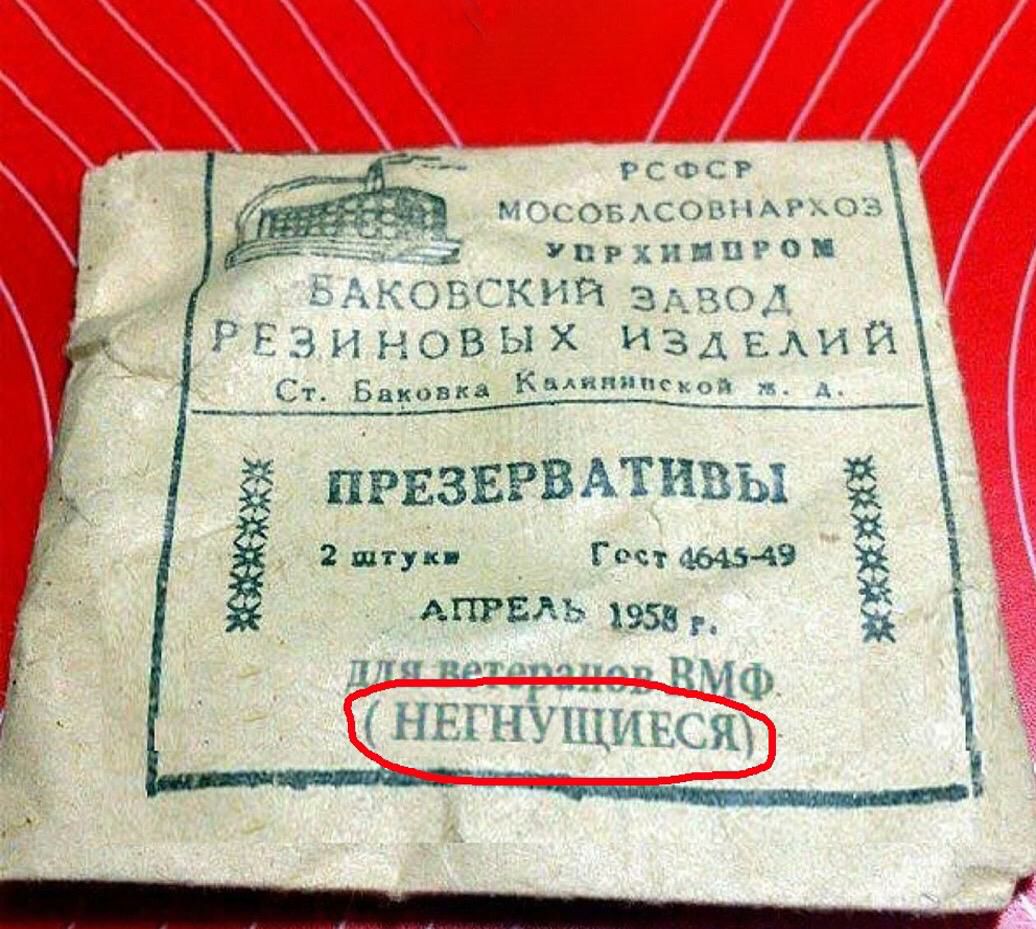 РСФСР
МОСОБЛСОВНАРХОЗ
УПРХИМПРОМ
БАКОВСКИЙ ЗАВОД
РЕЗИНОВЫХ ИЗДЕЛИЙ
Ст. Баковка Калининской ж. д.
ПРЕЗЕРВАТИВЫ
2 штуки Гост 4645-49
АПРЕЛЬ 1958 г.
для ветеранов ВМФ
( НЕГНУЩИЕСЯ)